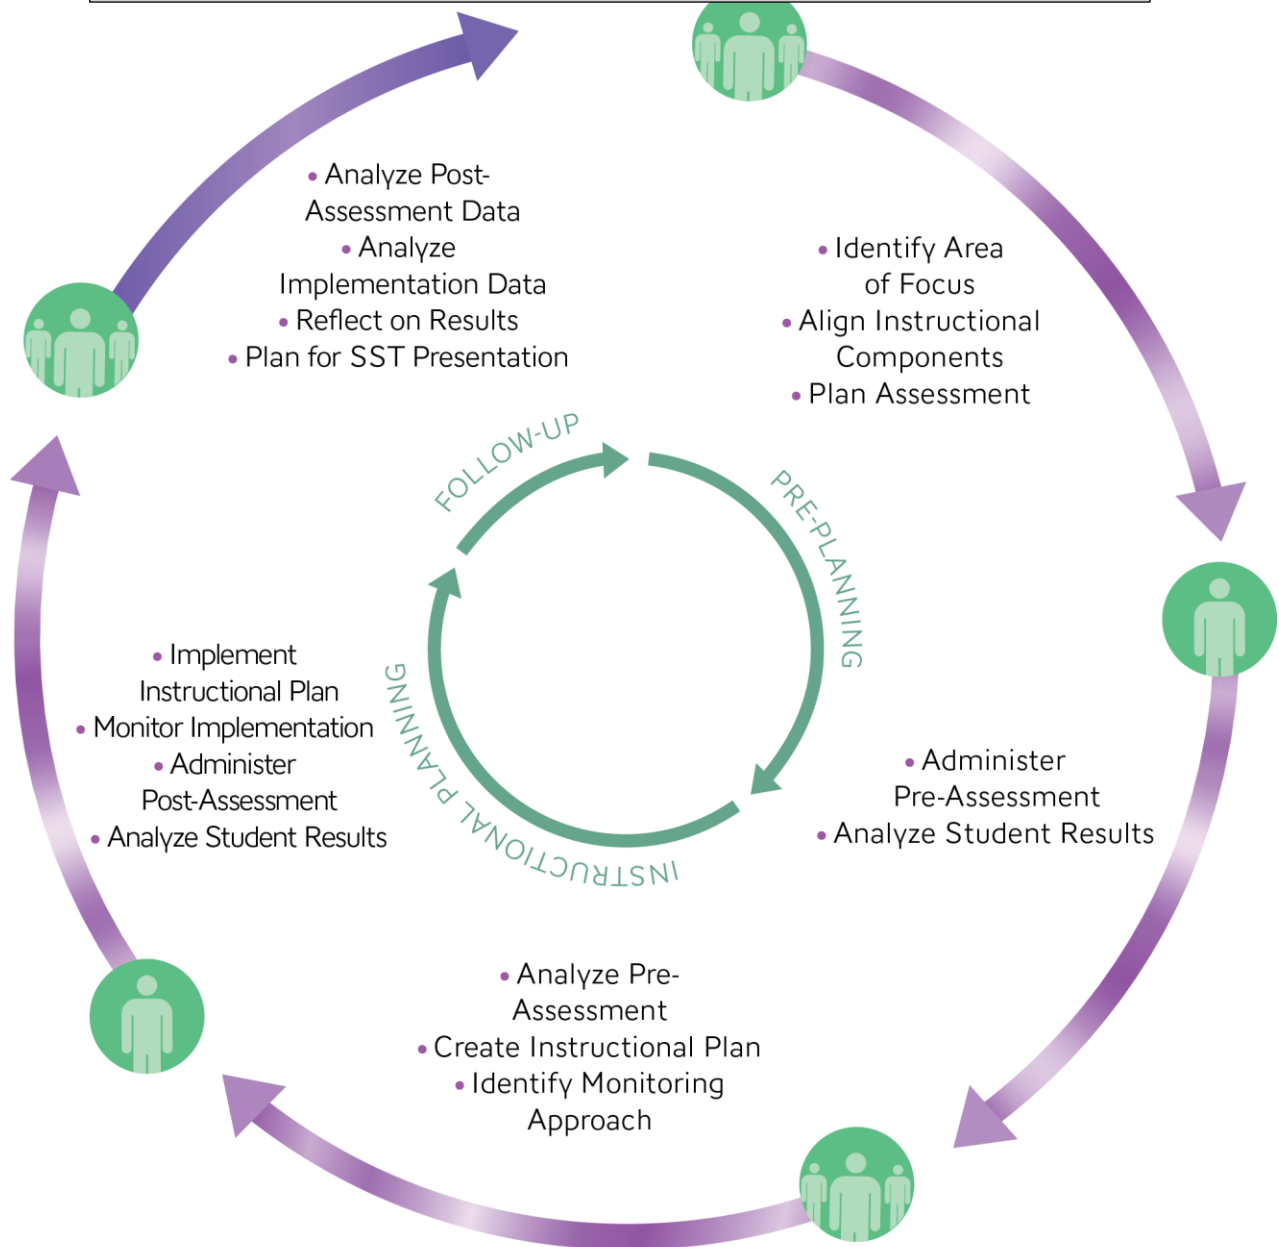 • Analyze Post-
Assessment Data
• Analyze
Implementation Data
• Reflect on Results
• Plan for SST Presentation
• Identify Area
of Focus
• Align Instructional
Components
• Plan Assessment
FOLLOW-UP
PRE-PLANNING
INSTRUCTIONAL PLANNING
• Implement
Instructional Plan
• Monitor Implementation
• Administer
Post-Assessment
• Analyze Student Results
• Administer
Pre-Assessment
• Analyze Student Results
• Analyze Pre-
Assessment
• Create Instructional Plan
• Identify Monitoring
Approach